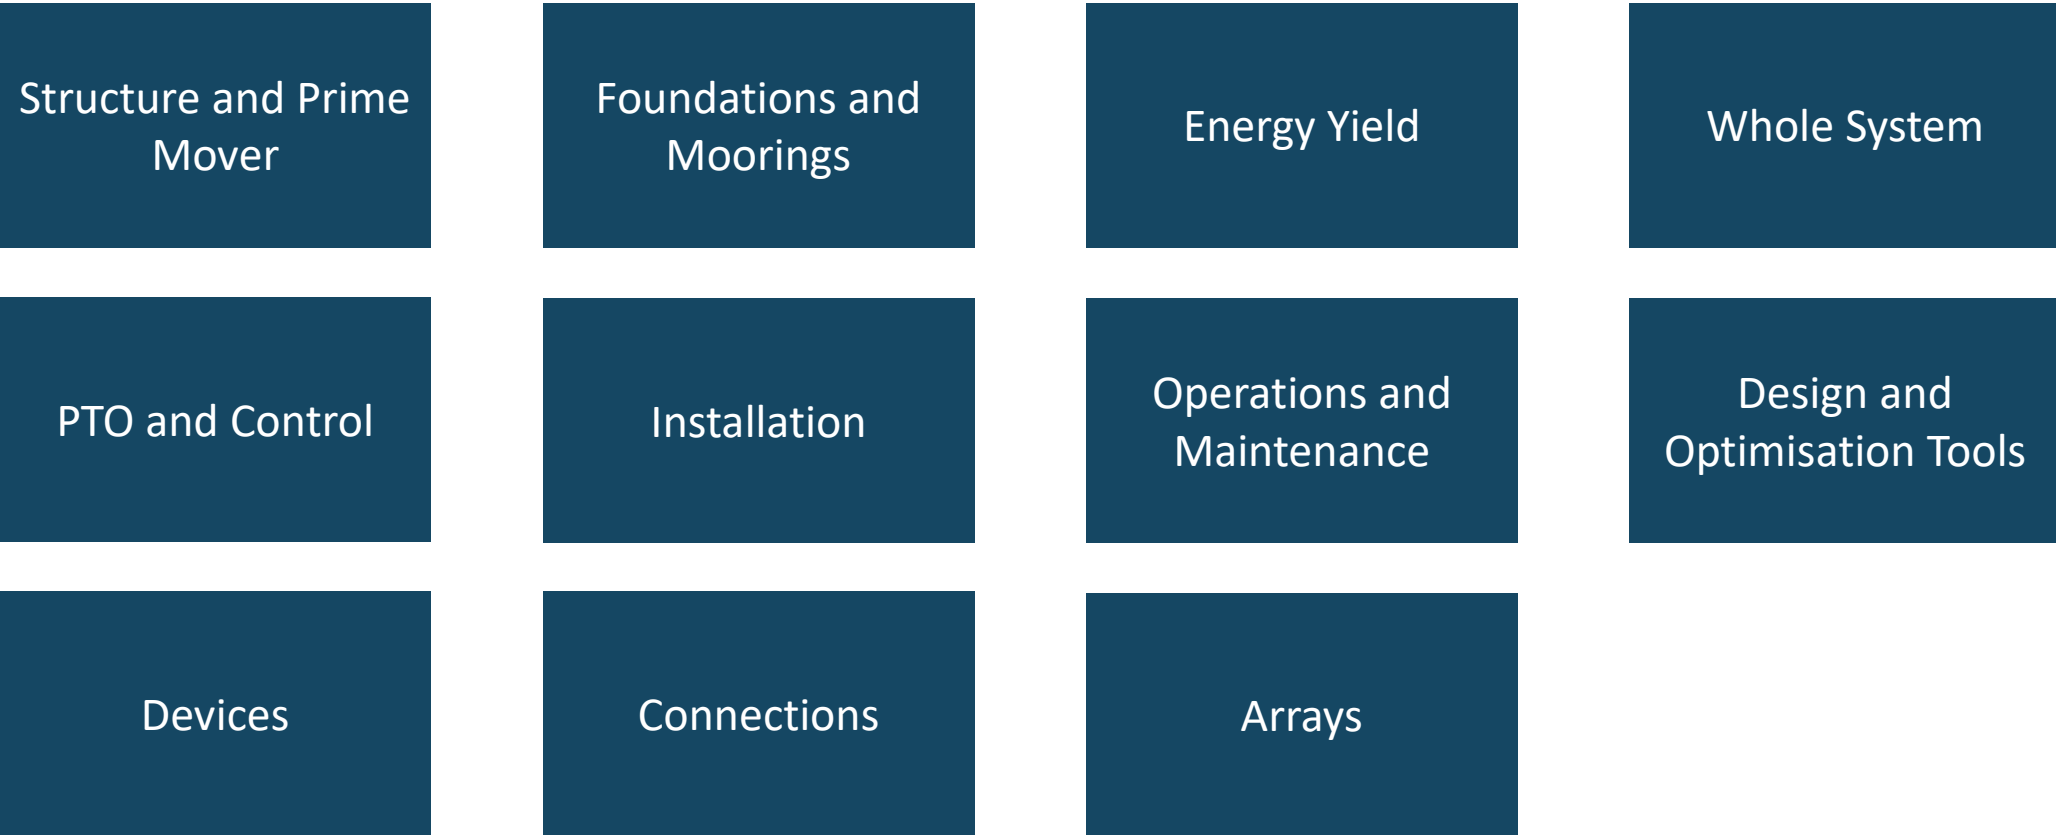 Structure and Prime
Mover
Foundations and
Moorings
Energy Yield
Whole System
PTO and Control
Installation
Operations and
Maintenance
Design and
Optimisation Tools
Devices
Connections
Arrays